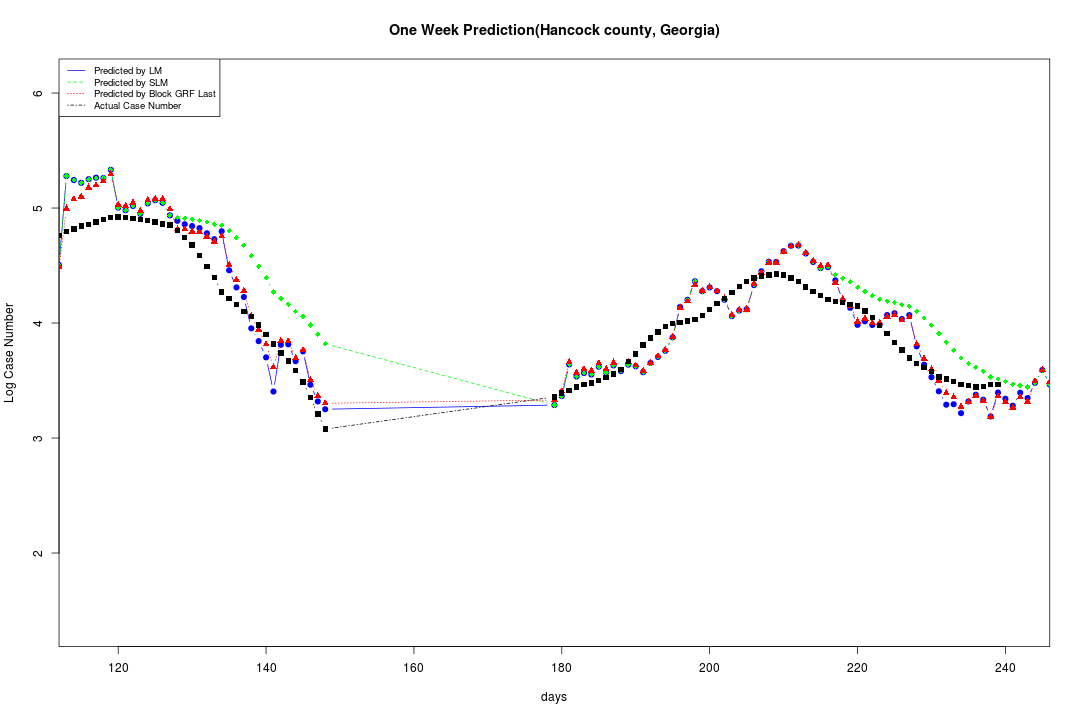 One Week Prediction(Hancock county, Georgia)
Predicted by LM
Predicted by SLM
Predicted by Block GRF Last
Actual Case Number
6
5
4
3
2
Log Case Number
120 140 160 180 200 220 240
days